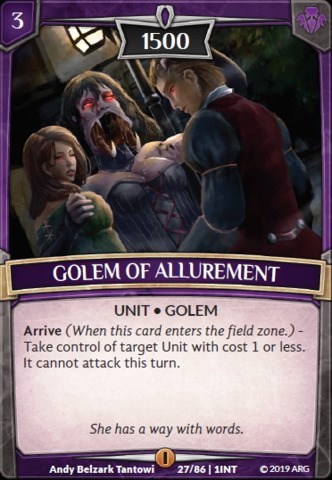 3
1500
GOLEM OF ALLUREMENT
UNIT • GOLEM
Arrive (When this card enters the field zone.) -
Take control of target Unit with cost 1 or less.
It cannot attack this turn.
She has a way with words.
Andy Belzark Tantowi 27/86 | 1INT © 2019 ARG